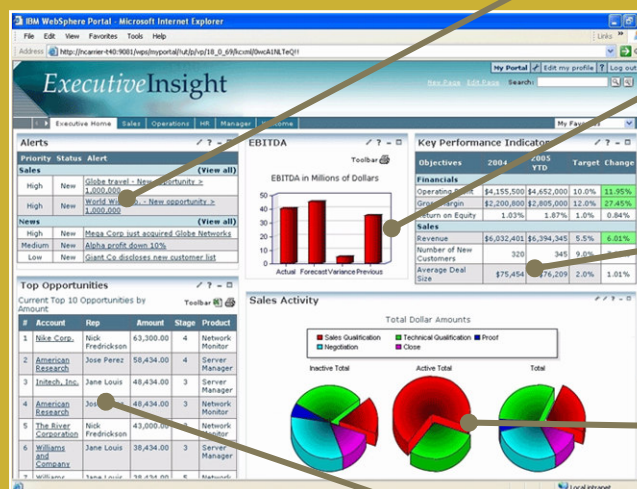 IBM WebSphere Portal - Microsoft Internet Explorer
File Edit View Favorites Tools Help
Links »
Address
My Portal Edit my profile ? Log out
ExecutiveInsight
New Page Edit Page Search:
Executive Home Sales Operations HR Manager
Alerts
Priority Status Alert
Sales (View all)
High New Globe travel - New opportunity >
1,000,000
High New World - New opportunity >
1,000,000
News (View all)
High New Mega Corp just acquired Globe Networks
Medium New Alpha profit down 10%
Low New Giant Co discloses new customer list
EBITDA
Toolbar
EBITDA in Millions of Dollars
50
40
30
20
10
0
Actual Forecast Variance Previous
Key Performance Indicator
Objectives 2004 2005 YTD Target Change
Financials
Operating $4,155,500 $4,652,000 10.0% 11.95%
Margin $2,200,800 $2,805,000 12.0% 27.45%
Return on Equity 1.03% 1.87% 1.0% 0.84%
Sales
Revenue $6,032,401 $6,394,345 5.5% 6.01%
Number of New
Customers 320 345 9.0%
Average Deal
Size $75,454 2.0% 1.01%
Top Opportunities
Current Top 10 Opportunities by
Amount
Toolbar
# Account Rep Amount Stage Product
1 Nike Corp. Nick
Fredrickson 63,300.00 4 Network
Monitor
2 American
Research Jose Perez 58,434.00 4 Server
Manager
3 Initech, Inc. Jane Louis 48,434.00 3 Server
Manager
4 American
Research 48,434.00 3 Network
Monitor
5 The River
Corporation Nick
Fredrickson 43,000.00 Network
Monitor
6 Williams
and
Company Jane Louis 38,434.00 3 Server
Manager
7 Williams Jane Louis 38,434.00 5 Network
Sales Activity
Total Dollar Amounts
Sales Qualification Technical Qualification Proof
Negotiation Close
Inactive Total Active Total Total
Local intranet